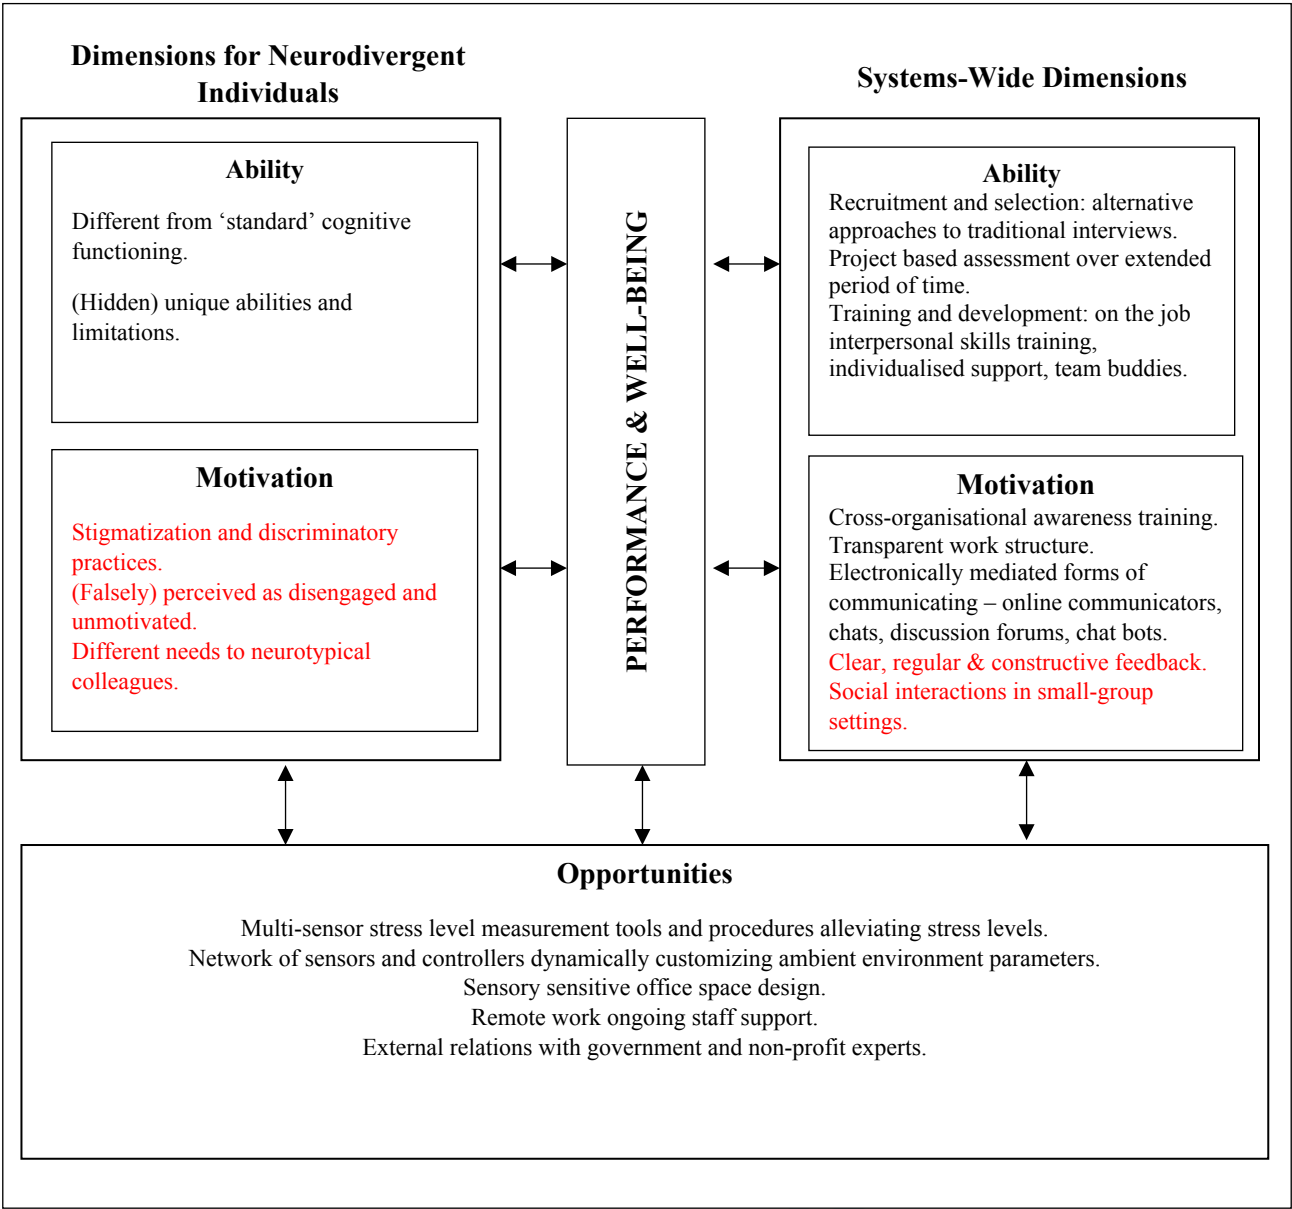 Dimensions for Neurodivergent
Individuals
Ability
Different from ‘standard’ cognitive
functioning.
(Hidden) unique abilities and
limitations.
Motivation
Stigmatization and discriminatory
practices.
(Falsely) perceived as disengaged and
unmotivated.
Different needs to neurotypical
colleagues.
PERFORMANCE & WELL-BEING
Systems-Wide Dimensions
Ability
Recruitment and selection: alternative
approaches to traditional interviews.
Project based assessment over extended
period of time.
Training and development: on the job
interpersonal skills training,
individualised support, team buddies.
Motivation
Cross-organisational awareness training.
Transparent work structure.
Electronically mediated forms of
communicating – online communicators,
chats, discussion forums, chat bots.
Clear, regular & constructive feedback.
Social interactions in small-group
settings.
Opportunities
Multi-sensor stress level measurement tools and procedures alleviating stress levels.
Network of sensors and controllers dynamically customizing ambient environment parameters.
Sensory sensitive office space design.
Remote work ongoing staff support.
External relations with government and non-profit experts.